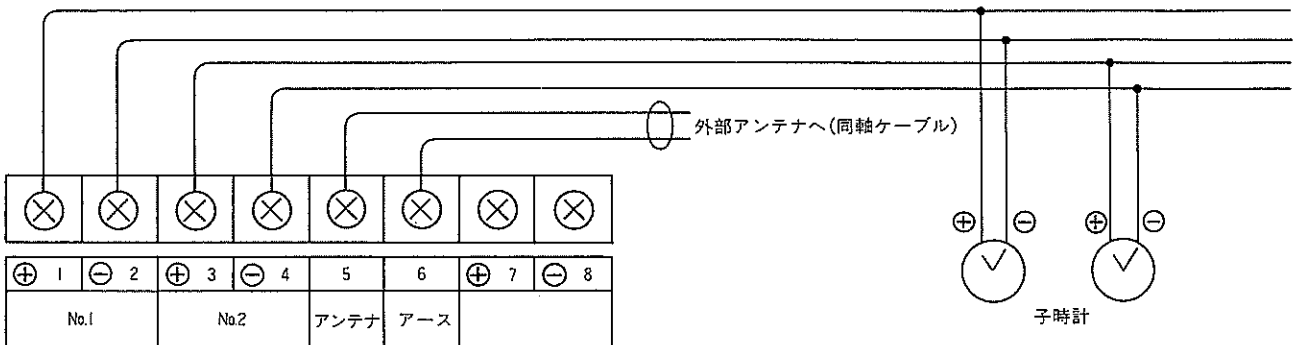 外部アンテナへ(同軸ケーブル)
⊕ ⊖ ⊕ ⊖
⊕ 1 ⊖ 2 ⊕ 3 ⊖ 4 5 6 ⊕ 7 ⊖ 8
No.1 No.2 アンテナ アース
子時計